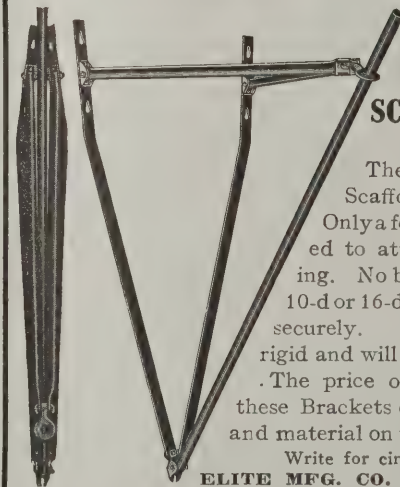 SC
The
Scaffo
Only a fe
ed to at
ing. No b
10-d or 16-d
securely.
rigid and will
The price o
these Brackets
and material on
Write for cir
ELITE MFG. CO.